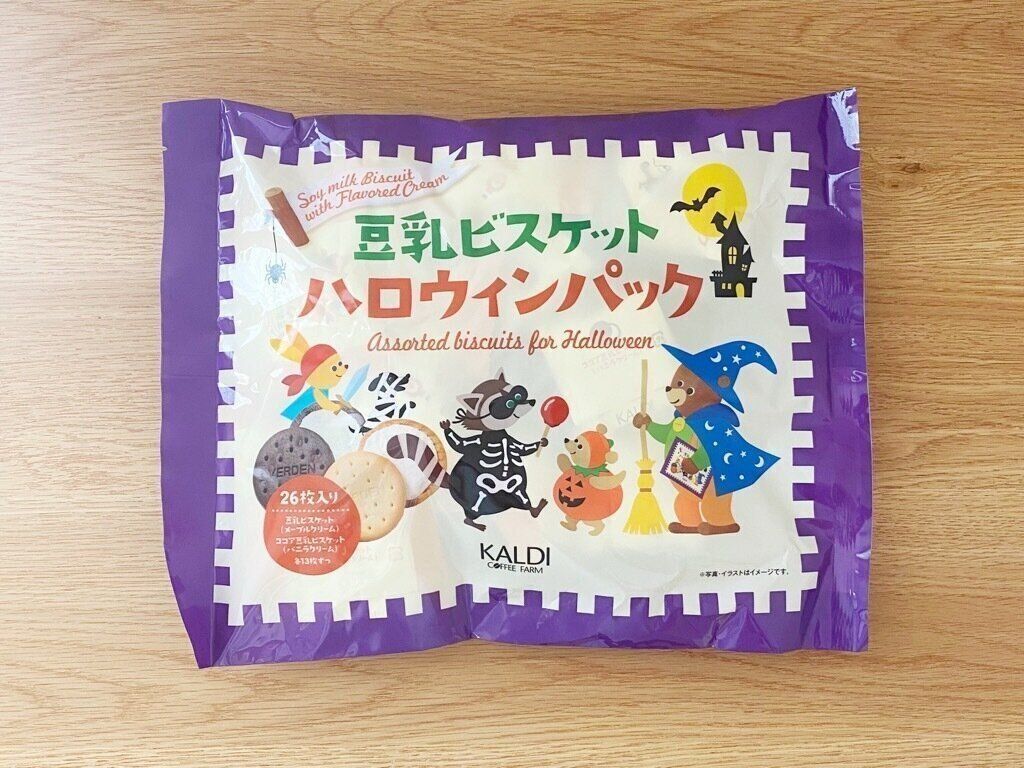 Soy milk Biscuit
with Flavored Cream
豆乳ビスケット
ハロウィンパック
Assorted biscuits for Halloween
VERDEN
26枚入り
豆乳ビスケット
(メープルクリーム)
ココア豆乳ビスケット
(バニラクリーム)
各13枚ずつ
KALDI
COFFEE FARM
※写真・イラストはイメージです。